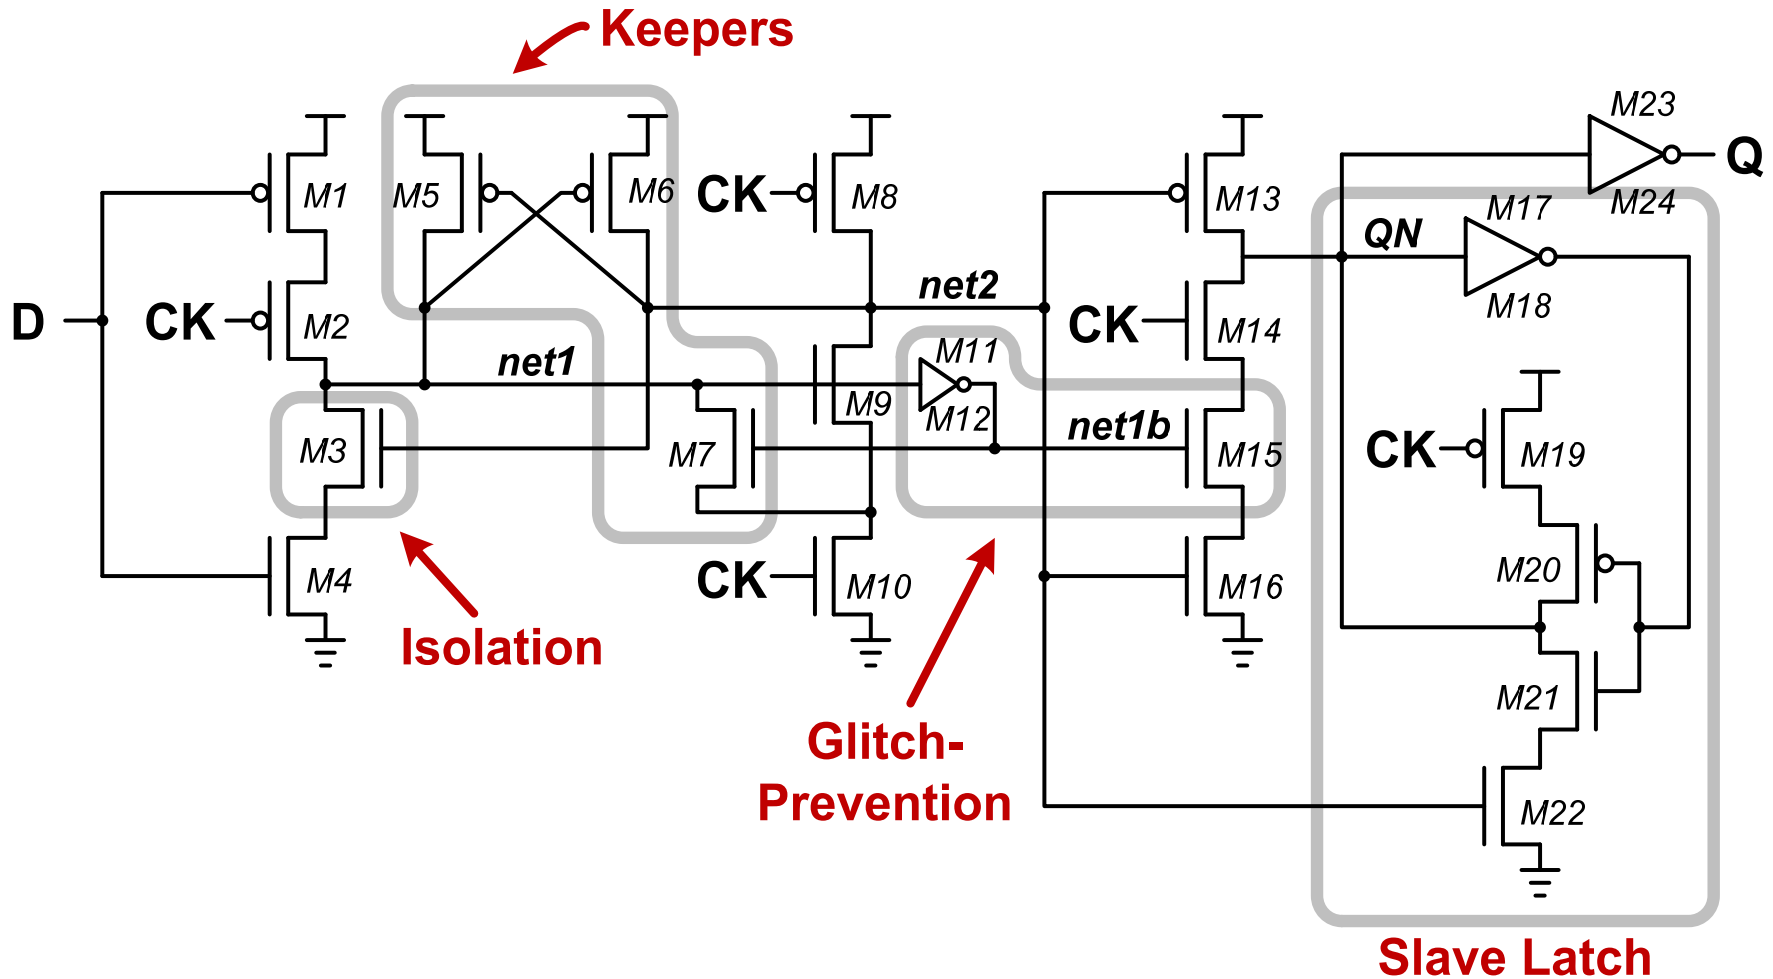 Keepers
M23
Q
M24
M1
M5
M6
CK
M8
M13
M17
QN
M18
D
CK
M2
net2
CK
M14
net1
M11
M9
M12
net1b
M3
M7
M15
CK
M19
M4
CK
M10
M16
M20
Isolation
M21
Glitch-
Prevention
M22
Slave Latch